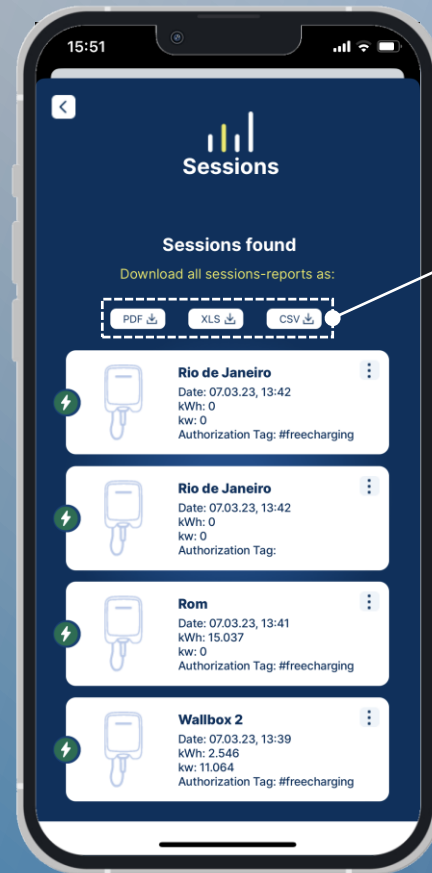 15:51
Sessions
Sessions found
Download all sessions-reports as:
PDF XLS CSV
Rio de Janeiro
Date: 07.03.23, 13:42
kWh: 0
kw: 0
Authorization Tag: #freecharging
Rio de Janeiro
Date: 07.03.23, 13:42
kWh: 0
kw: 0
Authorization Tag:
Rom
Date: 07.03.23, 13:41
kWh: 15.037
kw: 0
Authorization Tag: #freecharging
Wallbox 2
Date: 07.03.23, 13:39
kWh: 2.546
kw: 11.064
Authorization Tag: #freecharging